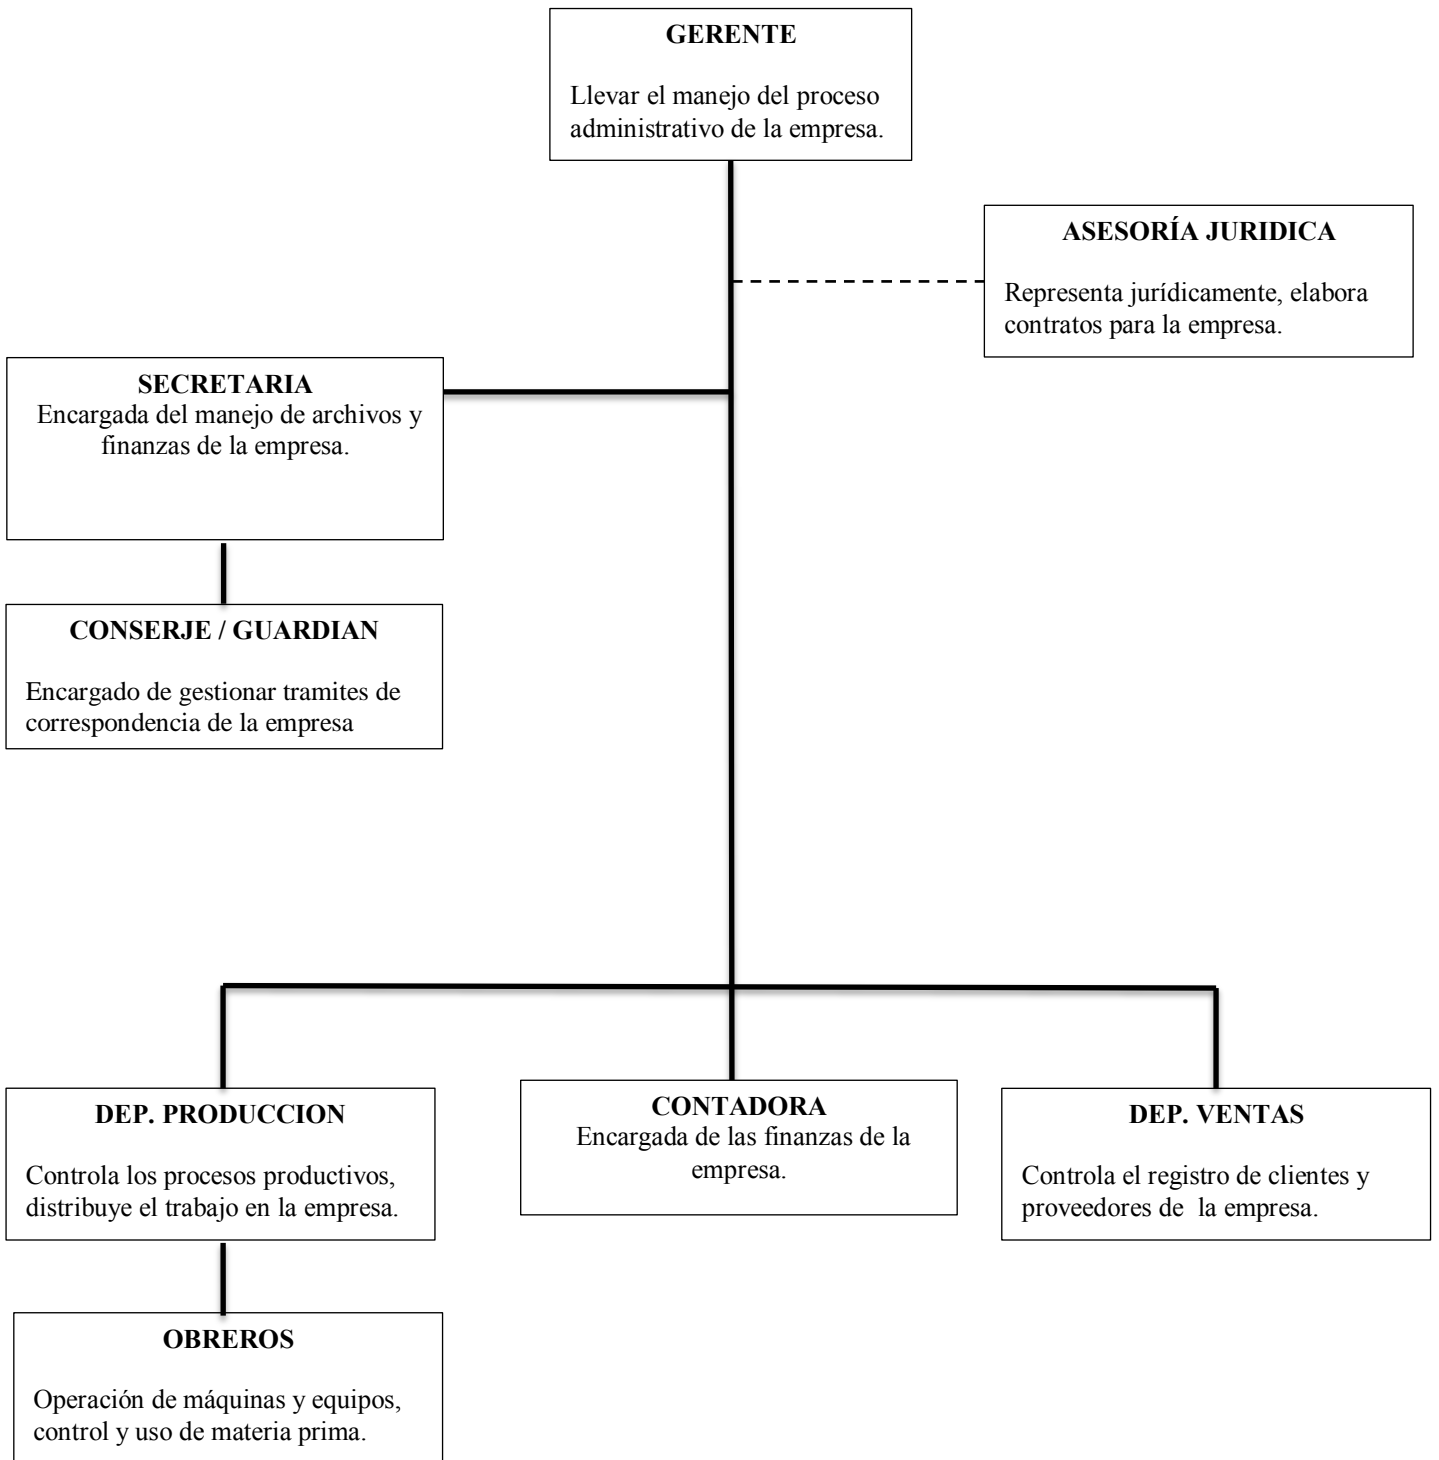 GERENTE
Llevar el manejo del proceso
administrativo de la empresa.
ASESORÍA JURIDICA
Representa jurídicamente, elabora
contratos para la empresa.
SECRETARIA
Encargada del manejo de archivos y
finanzas de la empresa.
CONSERJE / GUARDIAN
Encargado de gestionar tramites de
correspondencia de la empresa
DEP. PRODUCCION
Controla los procesos productivos,
distribuye el trabajo en la empresa.
CONTADORA
Encargada de las finanzas de la
empresa.
DEP. VENTAS
Controla el registro de clientes y
proveedores de  la empresa.
OBREROS
Operación de máquinas y equipos,
control y uso de materia prima.